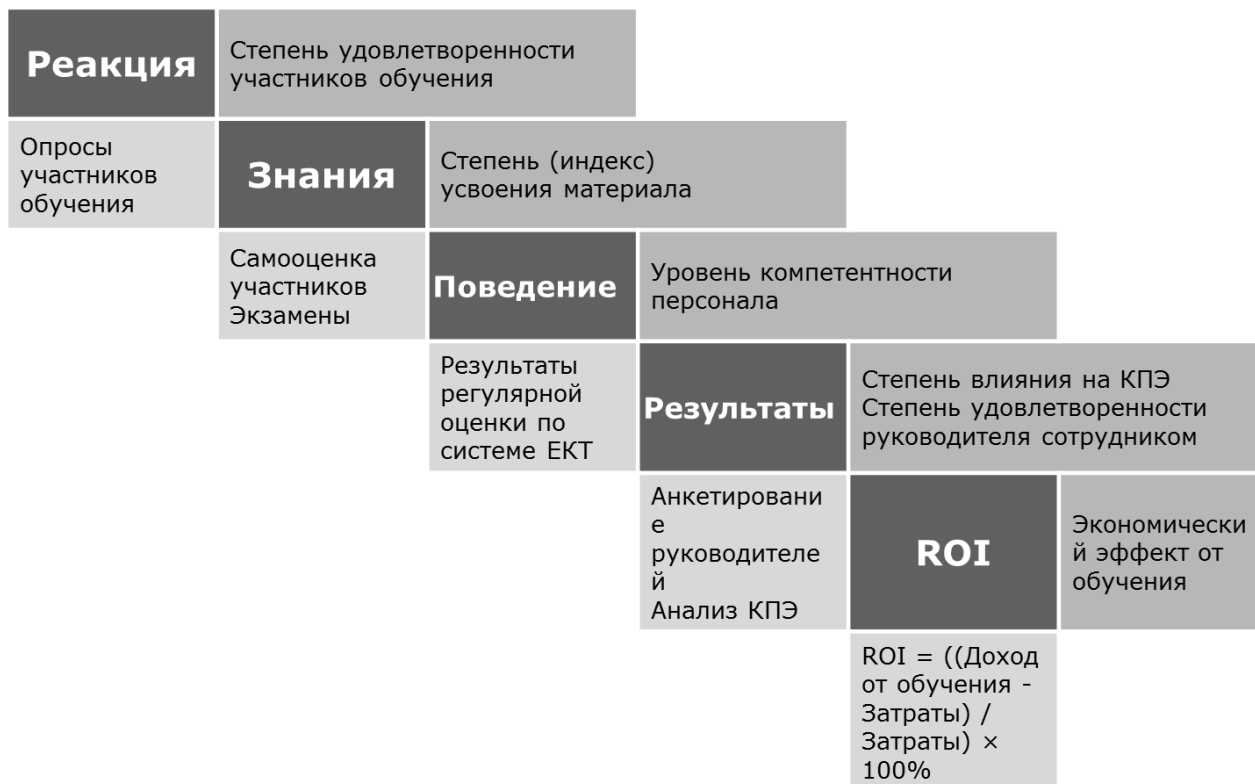 Реакция
Степень удовлетворенности
участников обучения
Опросы
участников
обучения
Знания
Степень (индекс)
усвоения материала
Самооценка
участников
Экзамены
Поведение
Уровень компетентности
персонала
Результаты
регулярной
оценки по
системе ЕКТ
Результаты
Степень влияния на КПЭ
Степень удовлетворенности
руководителя сотрудником
Анкетировани
е
руководителе
й
Анализ КПЭ
ROI
Экономически
й эффект от
обучения
ROI = ((Доход
от обучения -
Затраты) /
Затраты) ×
100%